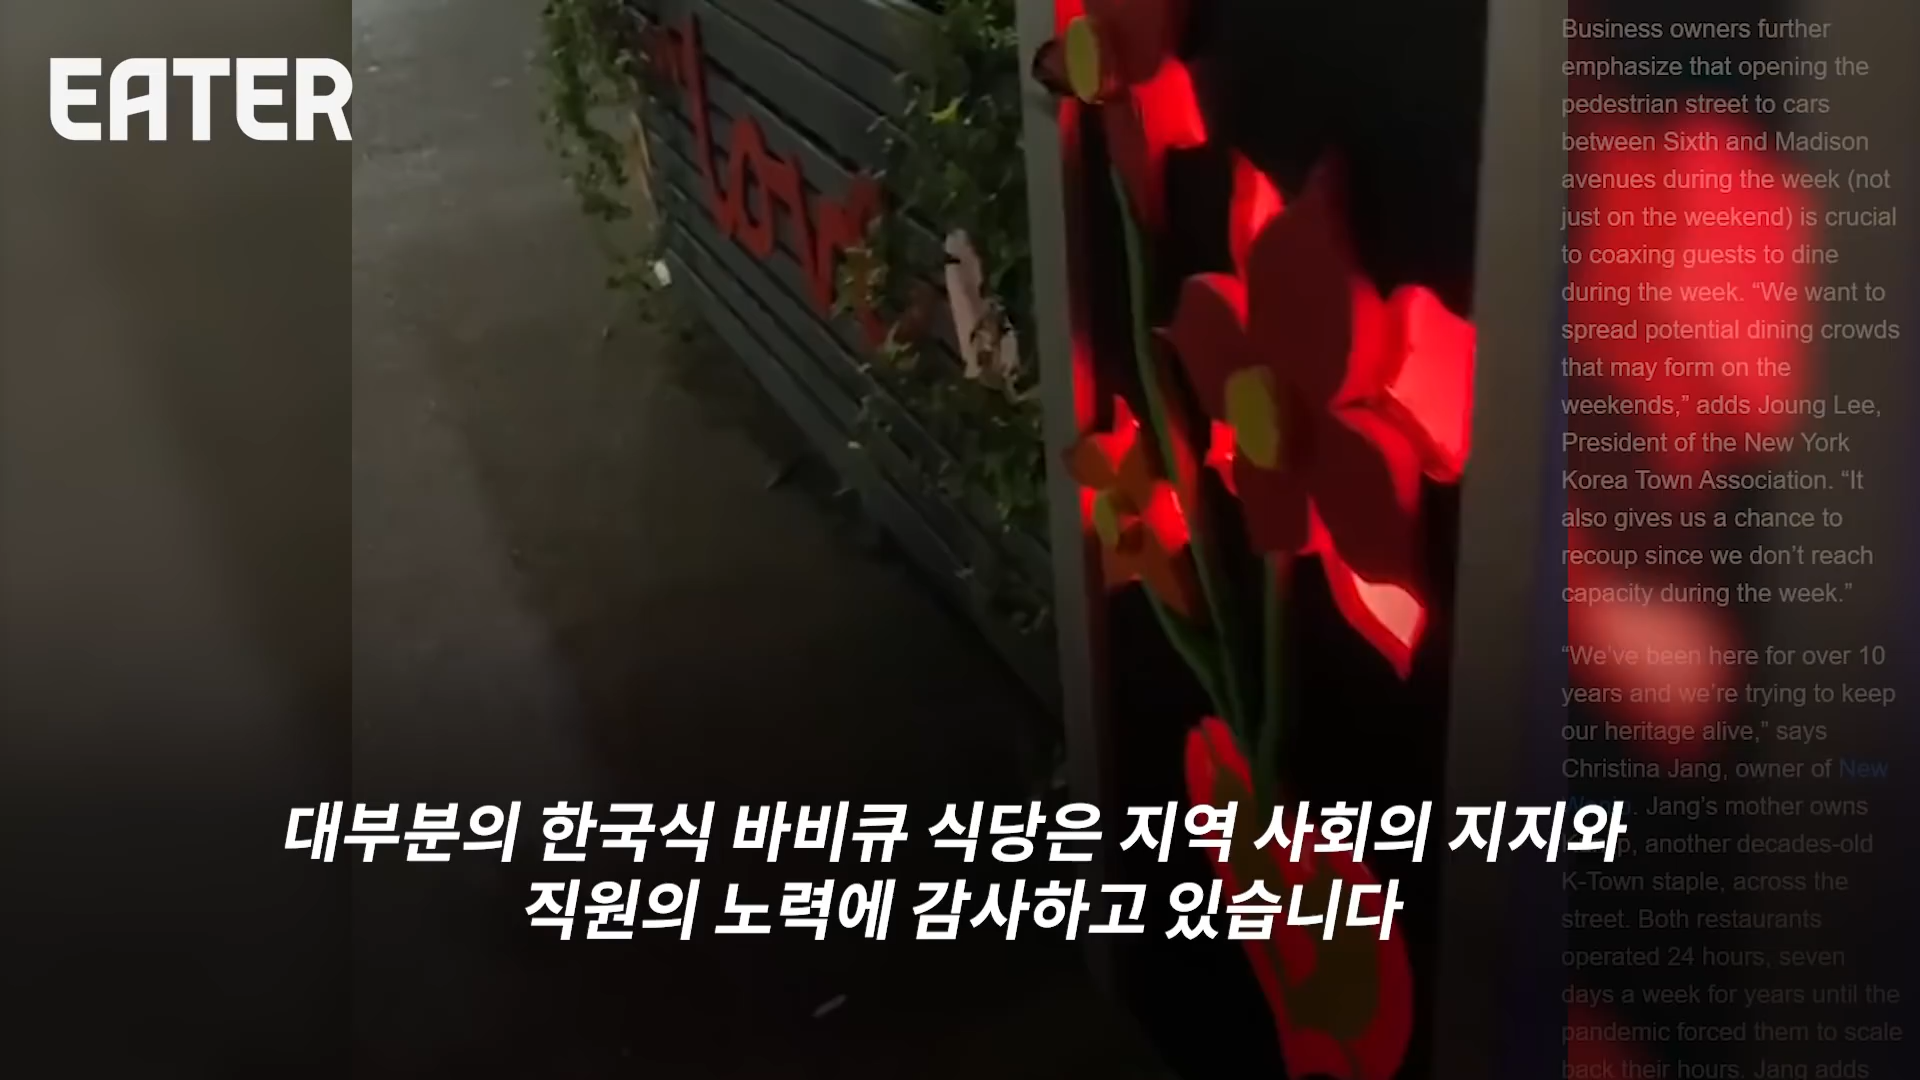 EATER
Business owners further
emphasize that opening the
pedestrian street to cars
between Sixth and Madison
avenues during the week (not
just on the weekend) is crucial
to coaxing guests to dine
during the week. “We want to
spread potential dining crowds
that may form on the
weekends,” adds Joung Lee,
President of the New York
Korea Town Association. “It
also gives us a chance to
recoup since we don’t reach
capacity during the week.”
“We’ve been here for over 10
years and we’re trying to keep
our heritage alive,” says
Christina Jang, owner of New
Jang’s mother owns
another decades-old
K-Town staple, across the
street. Both restaurants
operated 24 hours, seven
days a week for years until the
pandemic forced them to scale
back their hours. Jang adds
대부분의 한국식 바비큐 식당은 지역 사회의 지지와
직원의 노력에 감사하고 있습니다